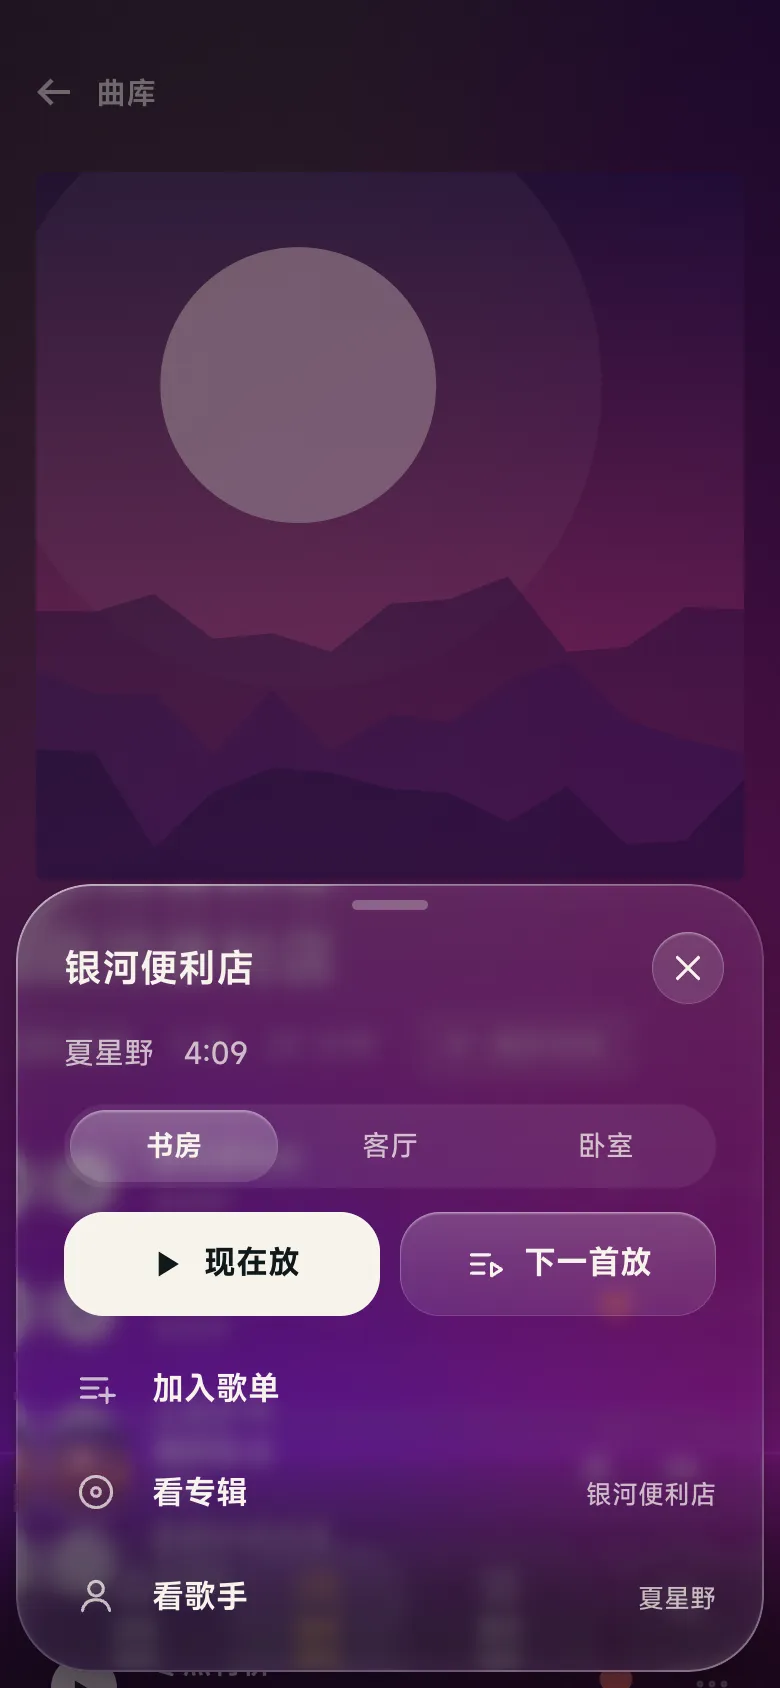 曲库
银河便利店
夏星野 4:09
书房 客厅 卧室
现在放 下一首放
加入歌单
看专辑 银河便利店
看歌手 夏星野